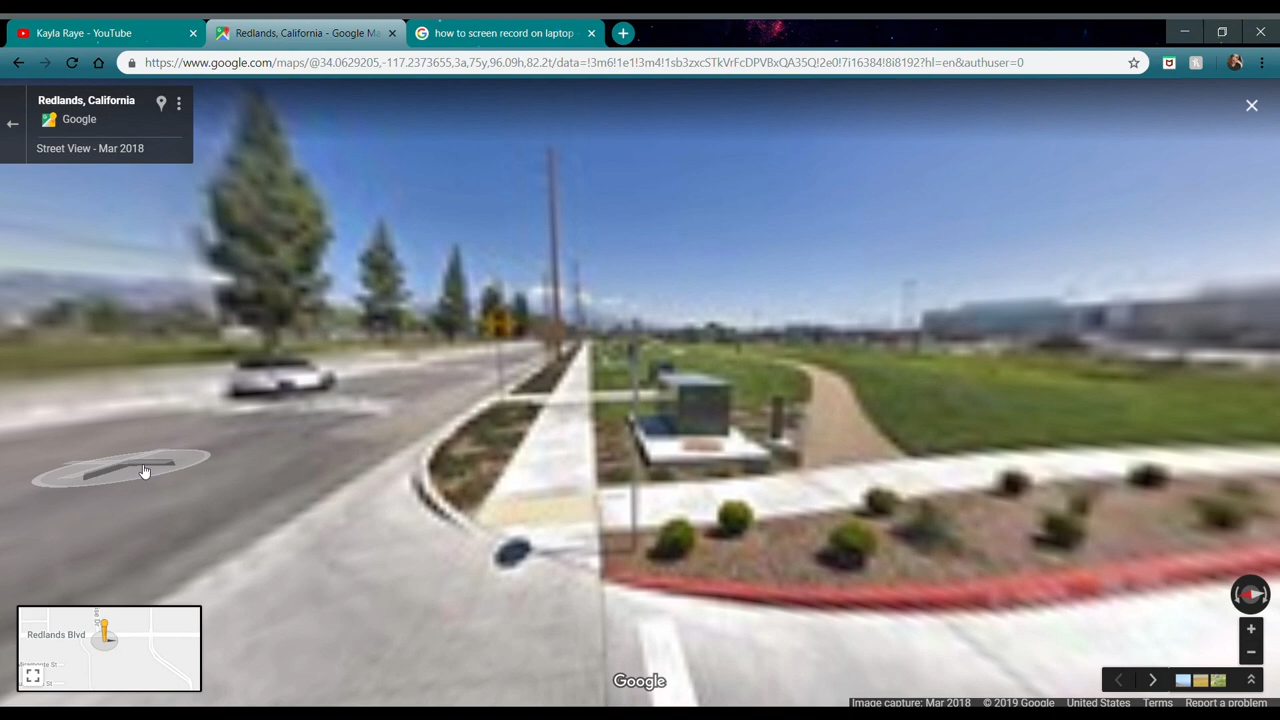 Kayla Raye - YouTube
Redlands, California - Google Ma
how to screen record on laptop
https://www.google.com/maps/@34.0629205,-117.2373635,3a,75y,96.09h,82.2t/data=!3m6!1e1!3m4!1sb3zxcSTkVrFcDPVBxQA35Q!2e0!7i16384!8i8192?hl=en&authuser=0
Redlands, California
Google
Street View - Mar 2018
Redlands Blvd
Google
Image capture: Mar 2018 © 2019 Google United States Terms Report a problem